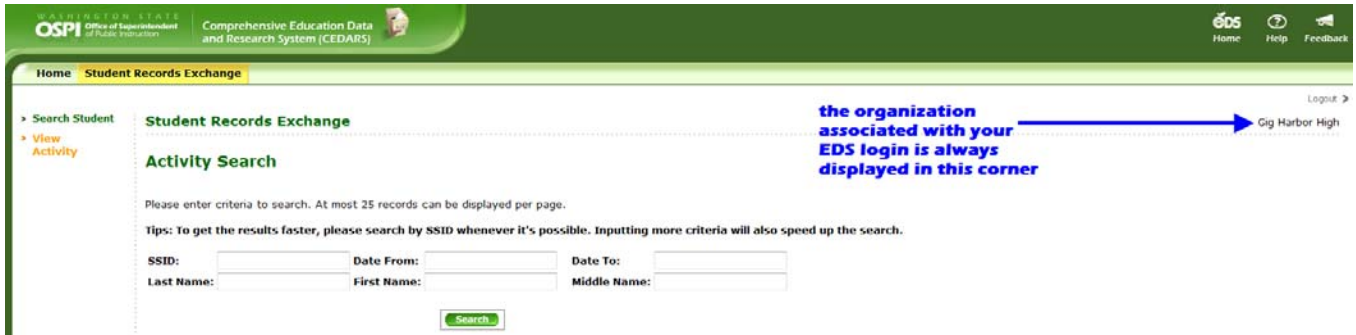 WASHINGTON STATE
OSPI Office of Superintendent of Public Instruction
Comprehensive Education Data
and Research System (CEDARS)
eDS Home
Help
Feedback
Home Student Records Exchange
Logout >
> Search Student
> View Activity
Student Records Exchange
the organization
associated with your
EDS login is always
displayed in this corner
Gig Harbor High
Activity Search
Please enter criteria to search. At most 25 records can be displayed per page.
Tips: To get the results faster, please search by SSID whenever it's possible. Inputting more criteria will also speed up the search.
SSID: Date From: Date To:
Last Name: First Name: Middle Name:
Search